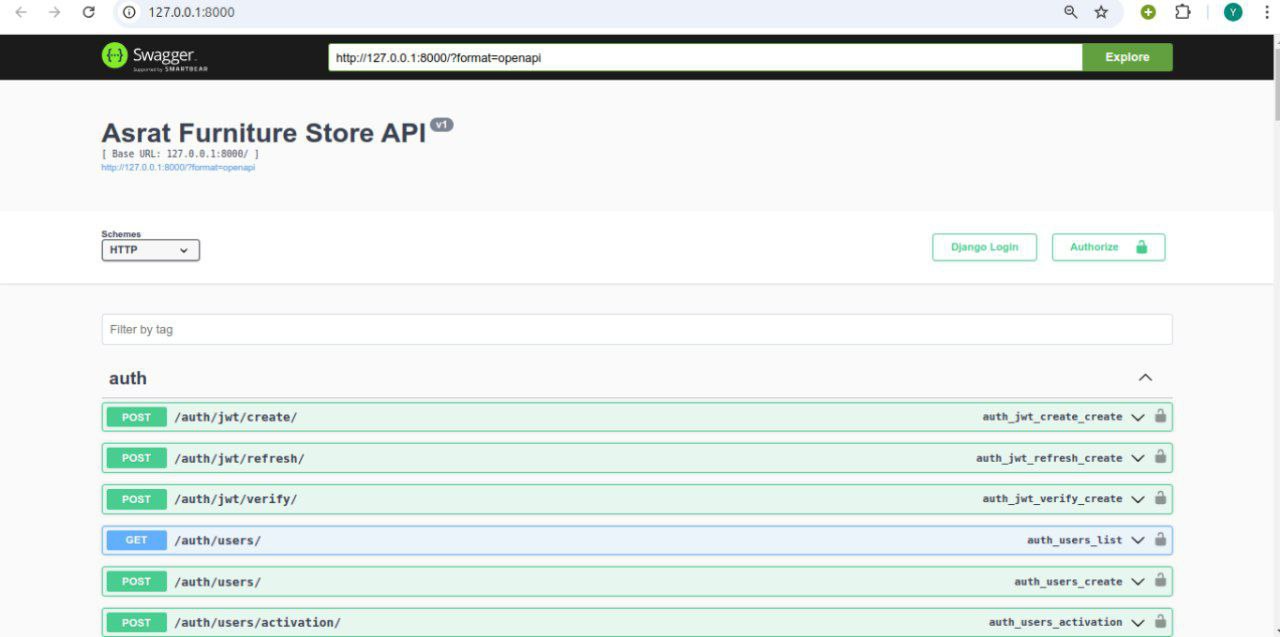 127.0.0.1:8000
Y
{··} Swagger.
Supported by SMARTBEAR
http://127.0.0.1:8000/?format=openapi
Explore
Asrat Furniture Store API v1
[ Base URL: 127.0.0.1:8000/ ]
http://127.0.0.1:8000/?format=openapi
Schemes
HTTP
Django Login
Authorize
Filter by tag
auth
POST /auth/jwt/create/ auth_jwt_create_create
POST /auth/jwt/refresh/ auth_jwt_refresh_create
POST /auth/jwt/verify/ auth_jwt_verify_create
GET /auth/users/ auth_users_list
POST /auth/users/ auth_users_create
POST /auth/users/activation/ auth_users_activation